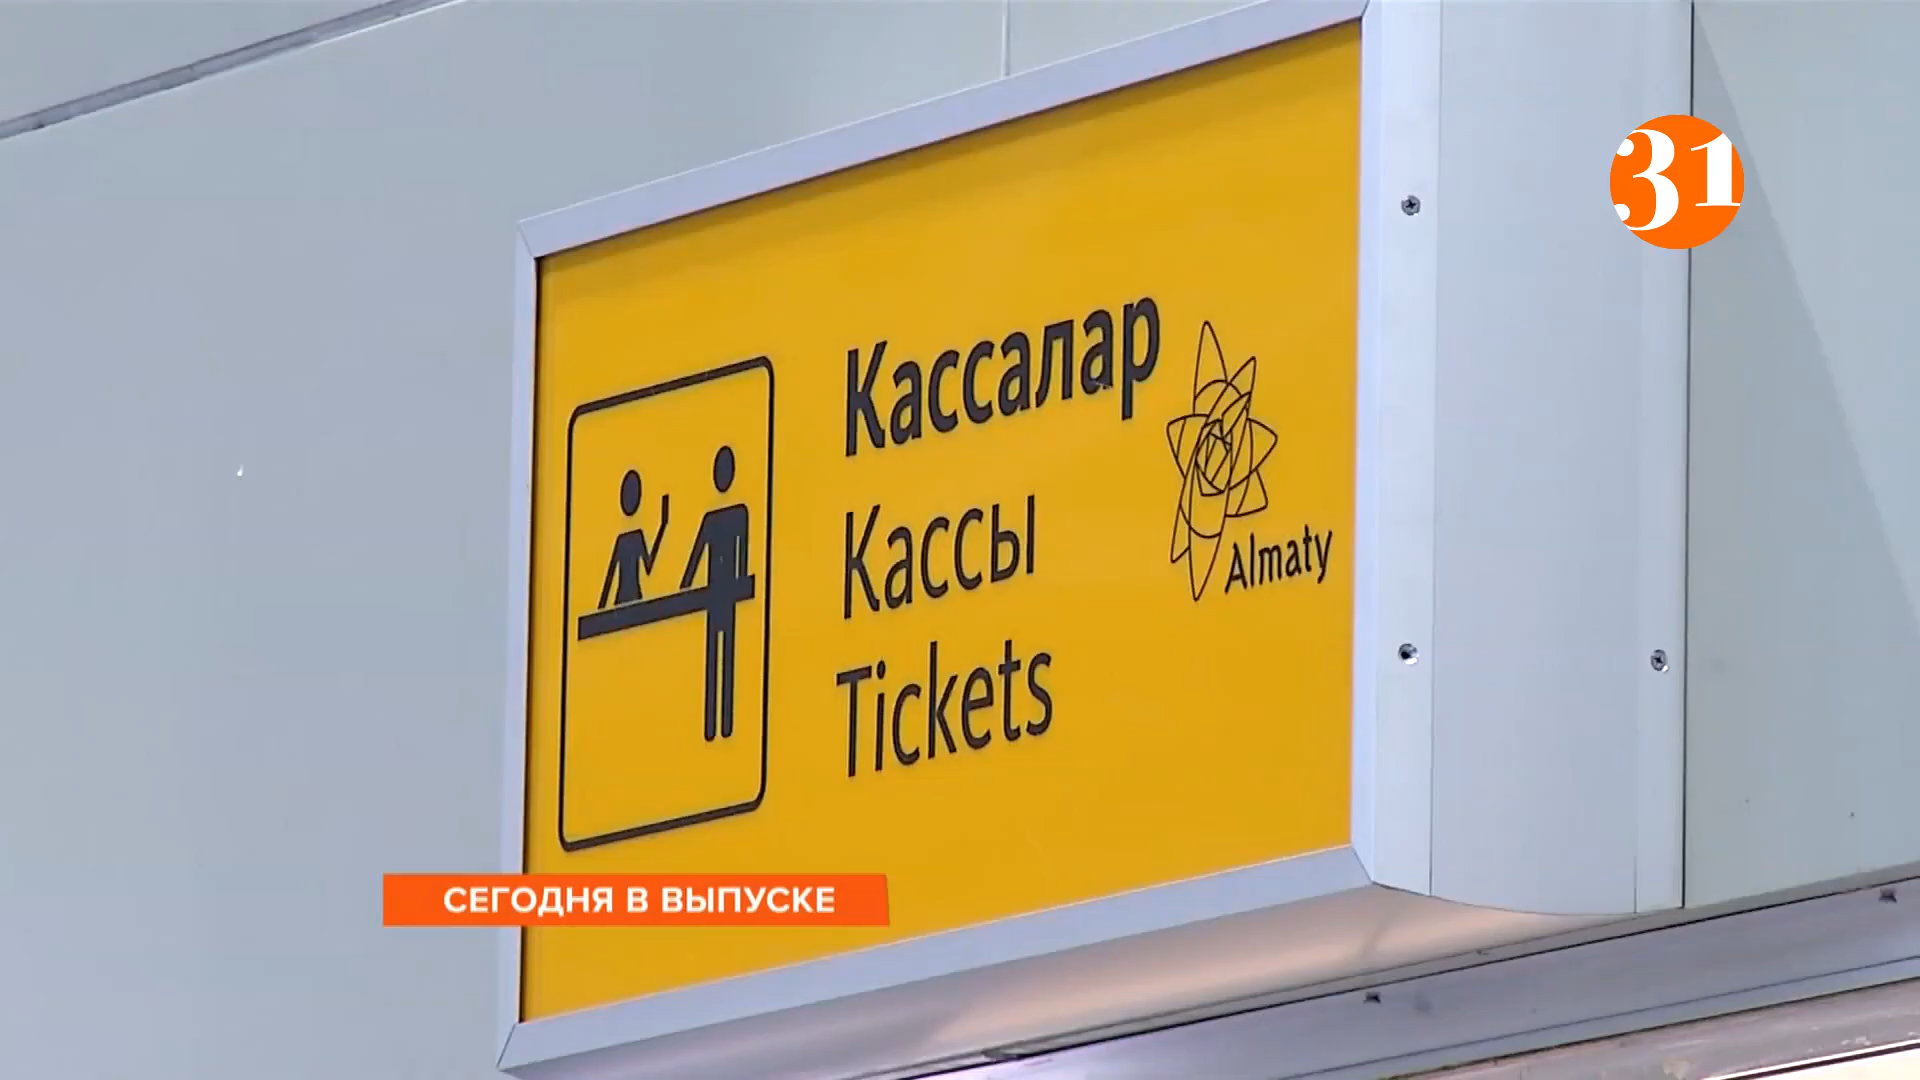 31
Кассалар
Кассы
Almaty
Tickets
СЕГОДНЯ В ВЫПУСКЕ